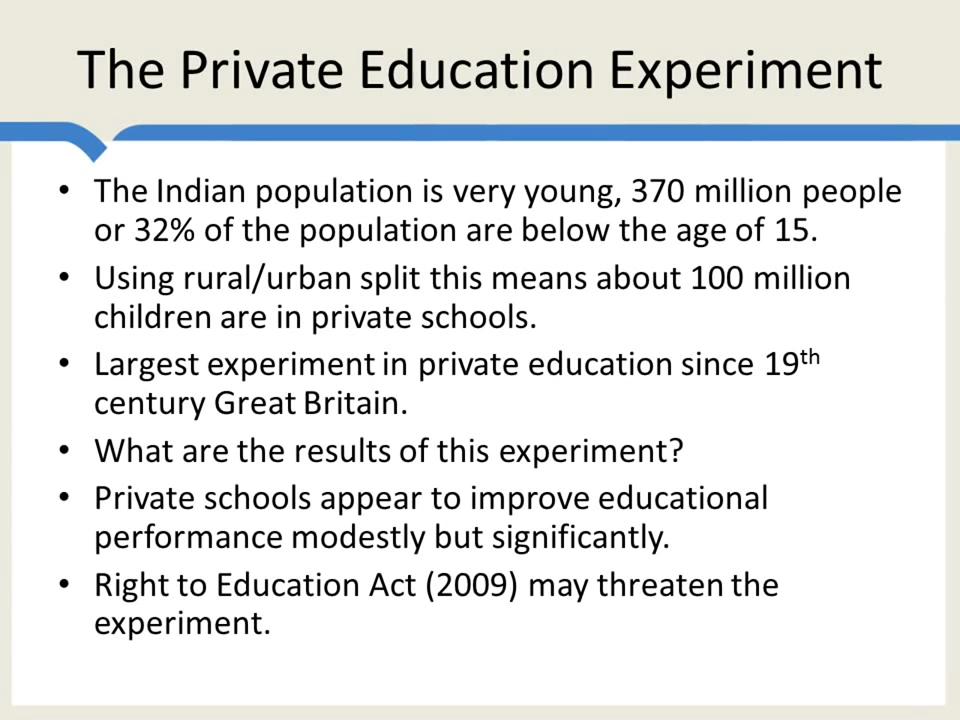 The Private Education Experiment
• The Indian population is very young, 370 million people
or 32% of the population are below the age of 15.
• Using rural/urban split this means about 100 million
children are in private schools.
• Largest experiment in private education since 19th
century Great Britain.
• What are the results of this experiment?
• Private schools appear to improve educational
performance modestly but significantly.
• Right to Education Act (2009) may threaten the
experiment.